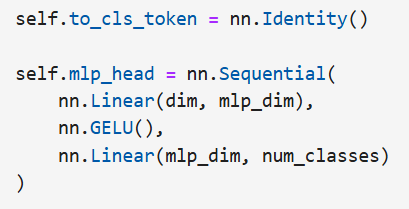 self.to_cls_token = nn.Identity()
self.mlp_head = nn.Sequential(
    nn.Linear(dim, mlp_dim),
    nn.GELU(),
    nn.Linear(mlp_dim, num_classes)
)